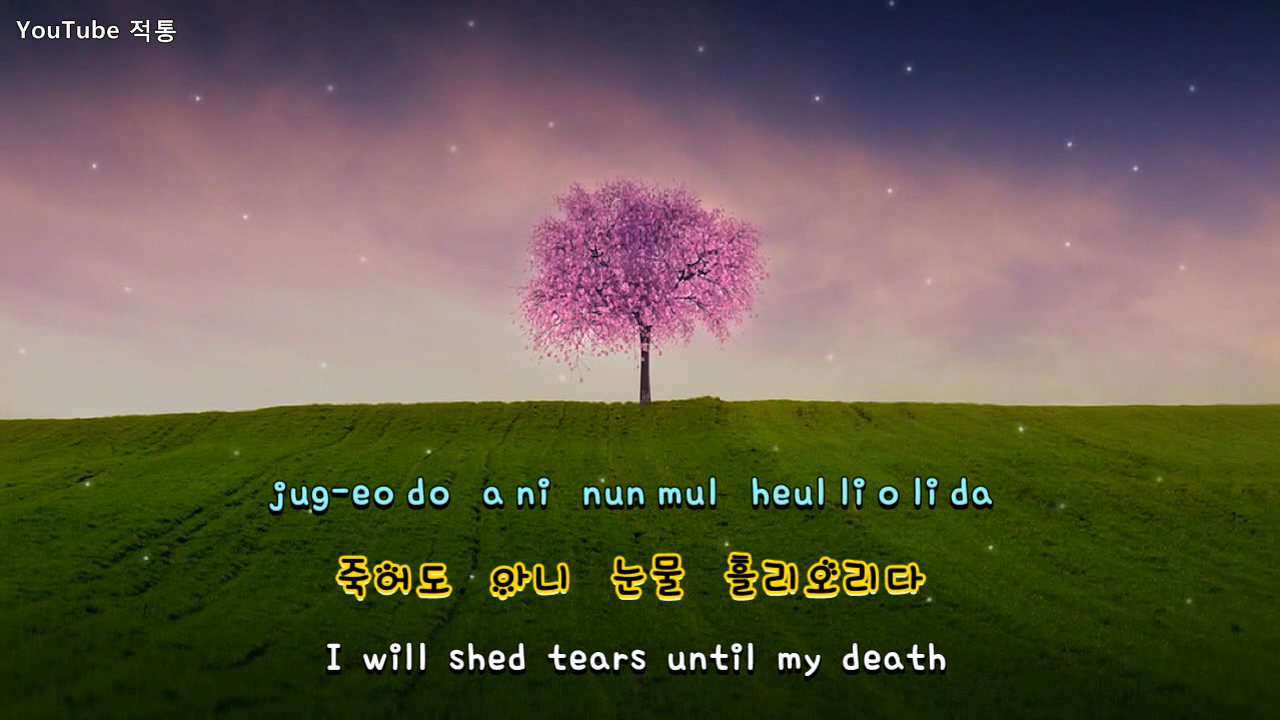 YouTube 적통
jug-eo do a ni nun mul heul li o li da
죽어도 아니 눈물 흘리오리다
I will shed tears until my death